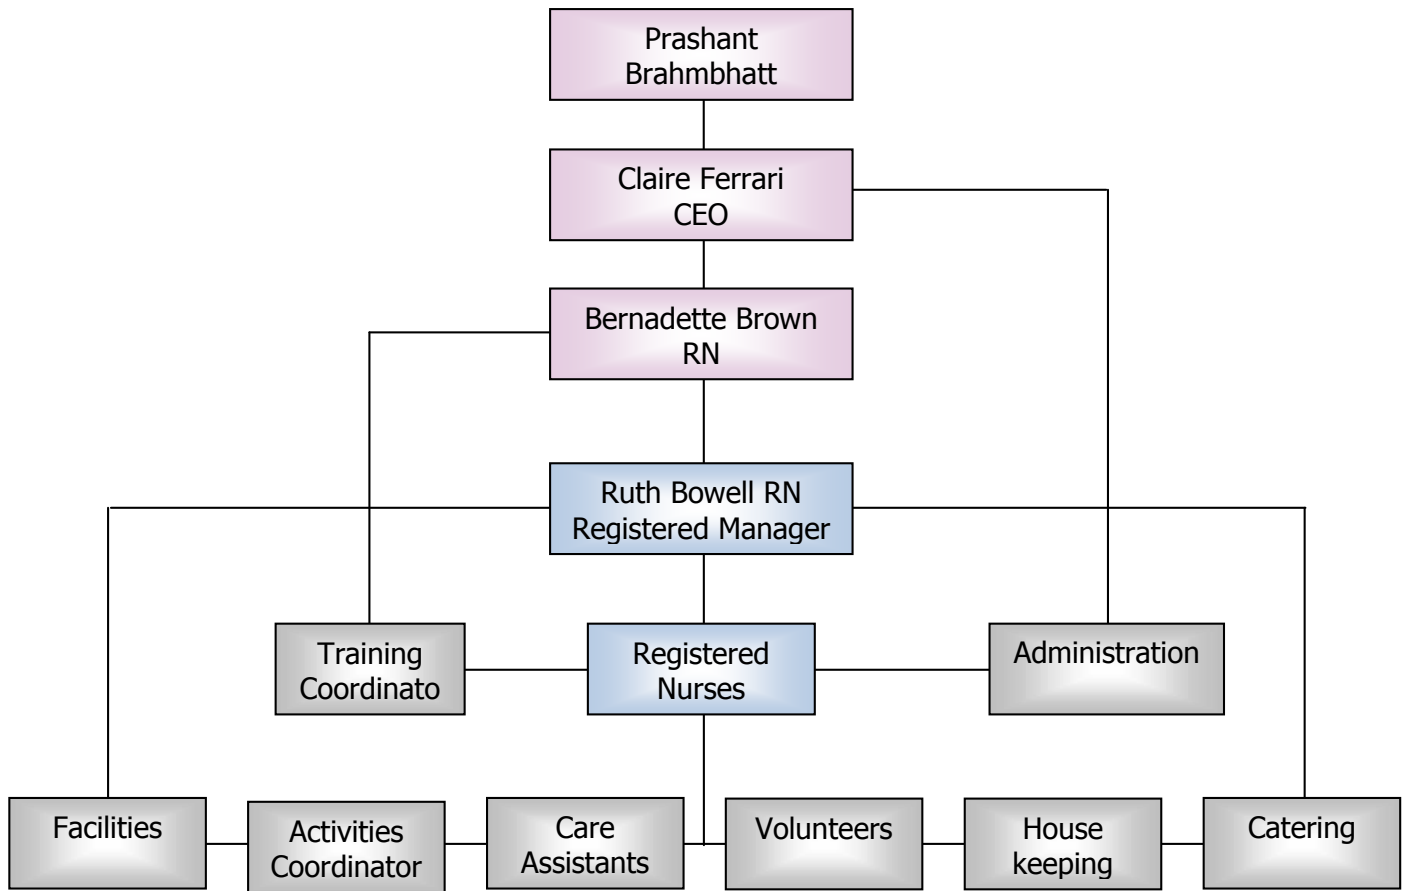 Prashant
Brahmbhatt
Claire Ferrari
CEO
Bernadette Brown
RN
Ruth Bowell RN
Registered Manager
Training
Coordinato
Registered
Nurses
Administration
Facilities
Activities
Coordinator
Care
Assistants
Volunteers
House
keeping
Catering